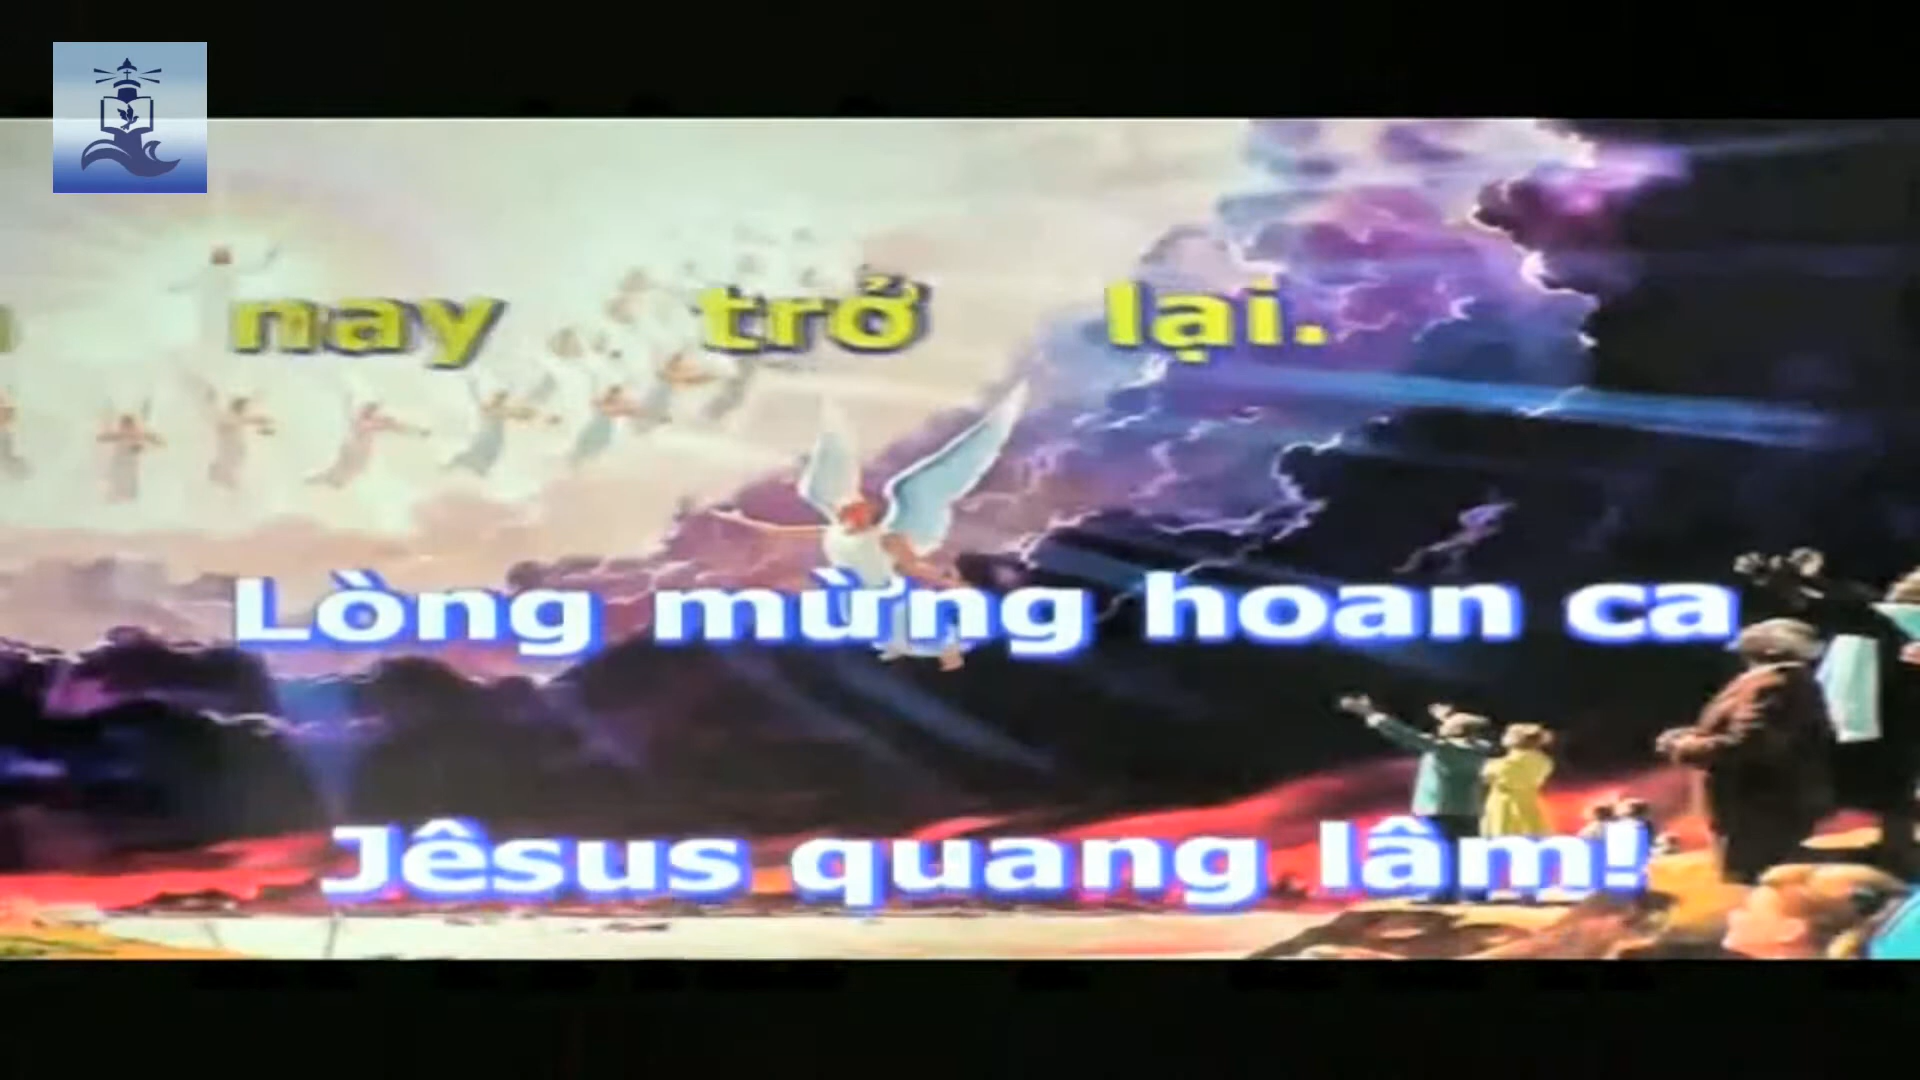 nay trở lại.
Lòng mừng hoan ca
Jêsus quang lâm!